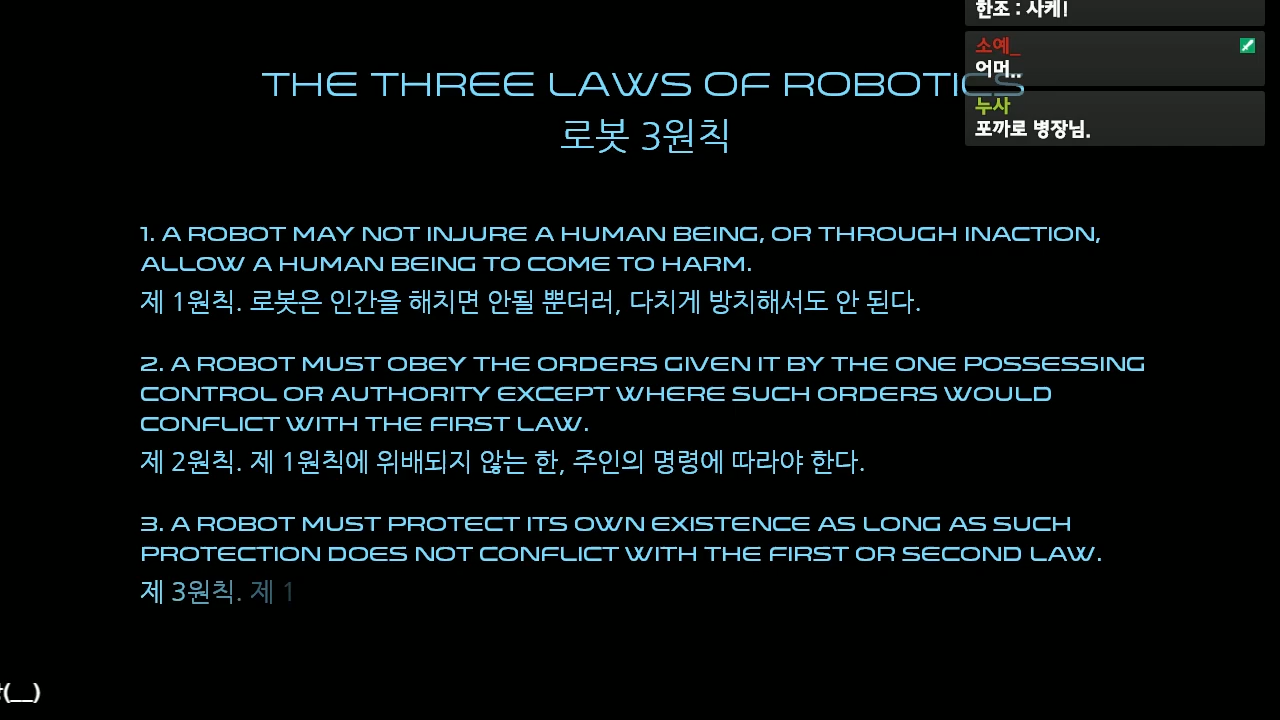 한조 : 사케!
소예_
어머..
누사
포까로 병장님.
THE THREE LAWS OF ROBOTICS
로봇 3원칙
1. A ROBOT MAY NOT INJURE A HUMAN BEING, OR THROUGH INACTION,
ALLOW A HUMAN BEING TO COME TO HARM.
제 1원칙. 로봇은 인간을 해치면 안될 뿐더러, 다치게 방치해서도 안 된다.
2. A ROBOT MUST OBEY THE ORDERS GIVEN IT BY THE ONE POSSESSING
CONTROL OR AUTHORITY EXCEPT WHERE SUCH ORDERS WOULD
CONFLICT WITH THE FIRST LAW.
제 2원칙. 제 1원칙에 위배되지 않는 한, 주인의 명령에 따라야 한다.
3. A ROBOT MUST PROTECT ITS OWN EXISTENCE AS LONG AS SUCH
PROTECTION DOES NOT CONFLICT WITH THE FIRST OR SECOND LAW.
제 3원칙. 제 1
(__)